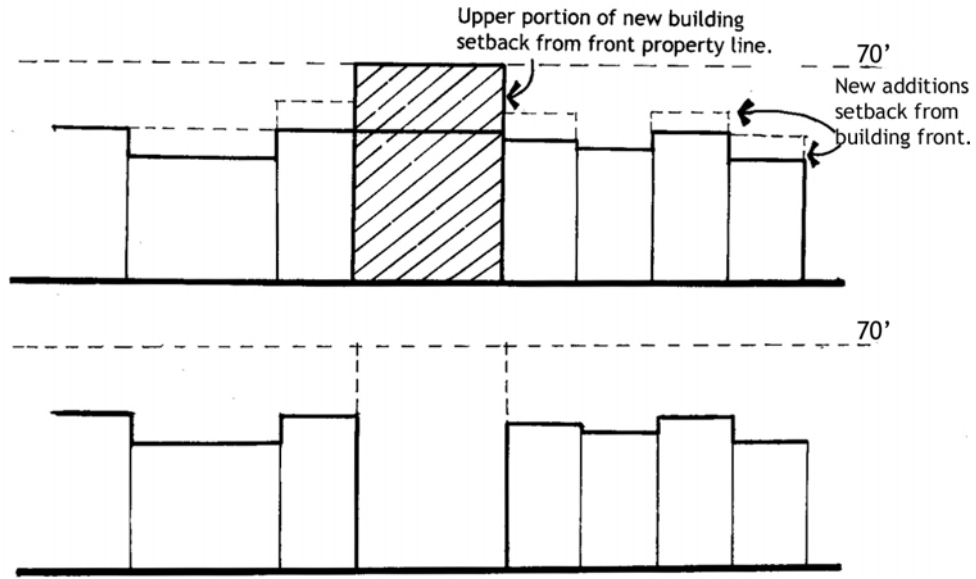 Upper portion of new building
setback from front property line.
70’
New additions
setback from
building front.
70’